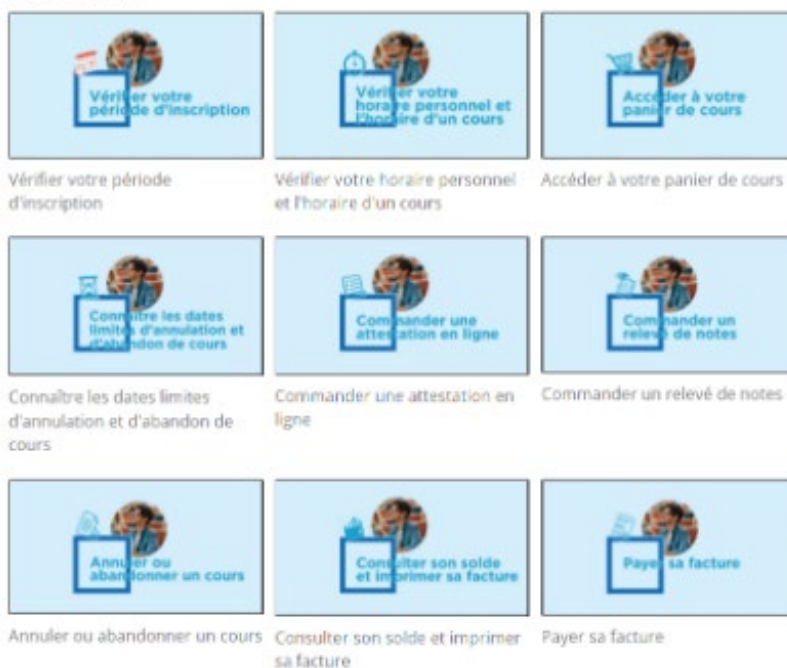 Vérifier votre
période d'inscription
Vérifier votre
horaire personnel et
l'horaire d'un cours
Accéder à votre
panier de cours
Vérifier votre période
d'inscription
Vérifier votre horaire personnel
et l'horaire d'un cours
Accéder à votre panier de cours
Connaître les dates
limites d'annulation et
d'abandon de cours
Commander une
attestation en ligne
Commander un
relevé de notes
Connaître les dates limites
d'annulation et d'abandon de
cours
Commander une attestation en
ligne
Commander un relevé de notes
Annuler ou
abandonner un cours
Consulter son solde
et imprimer sa facture
Payer sa facture
Annuler ou abandonner un cours
Consulter son solde et imprimer
sa facture
Payer sa facture